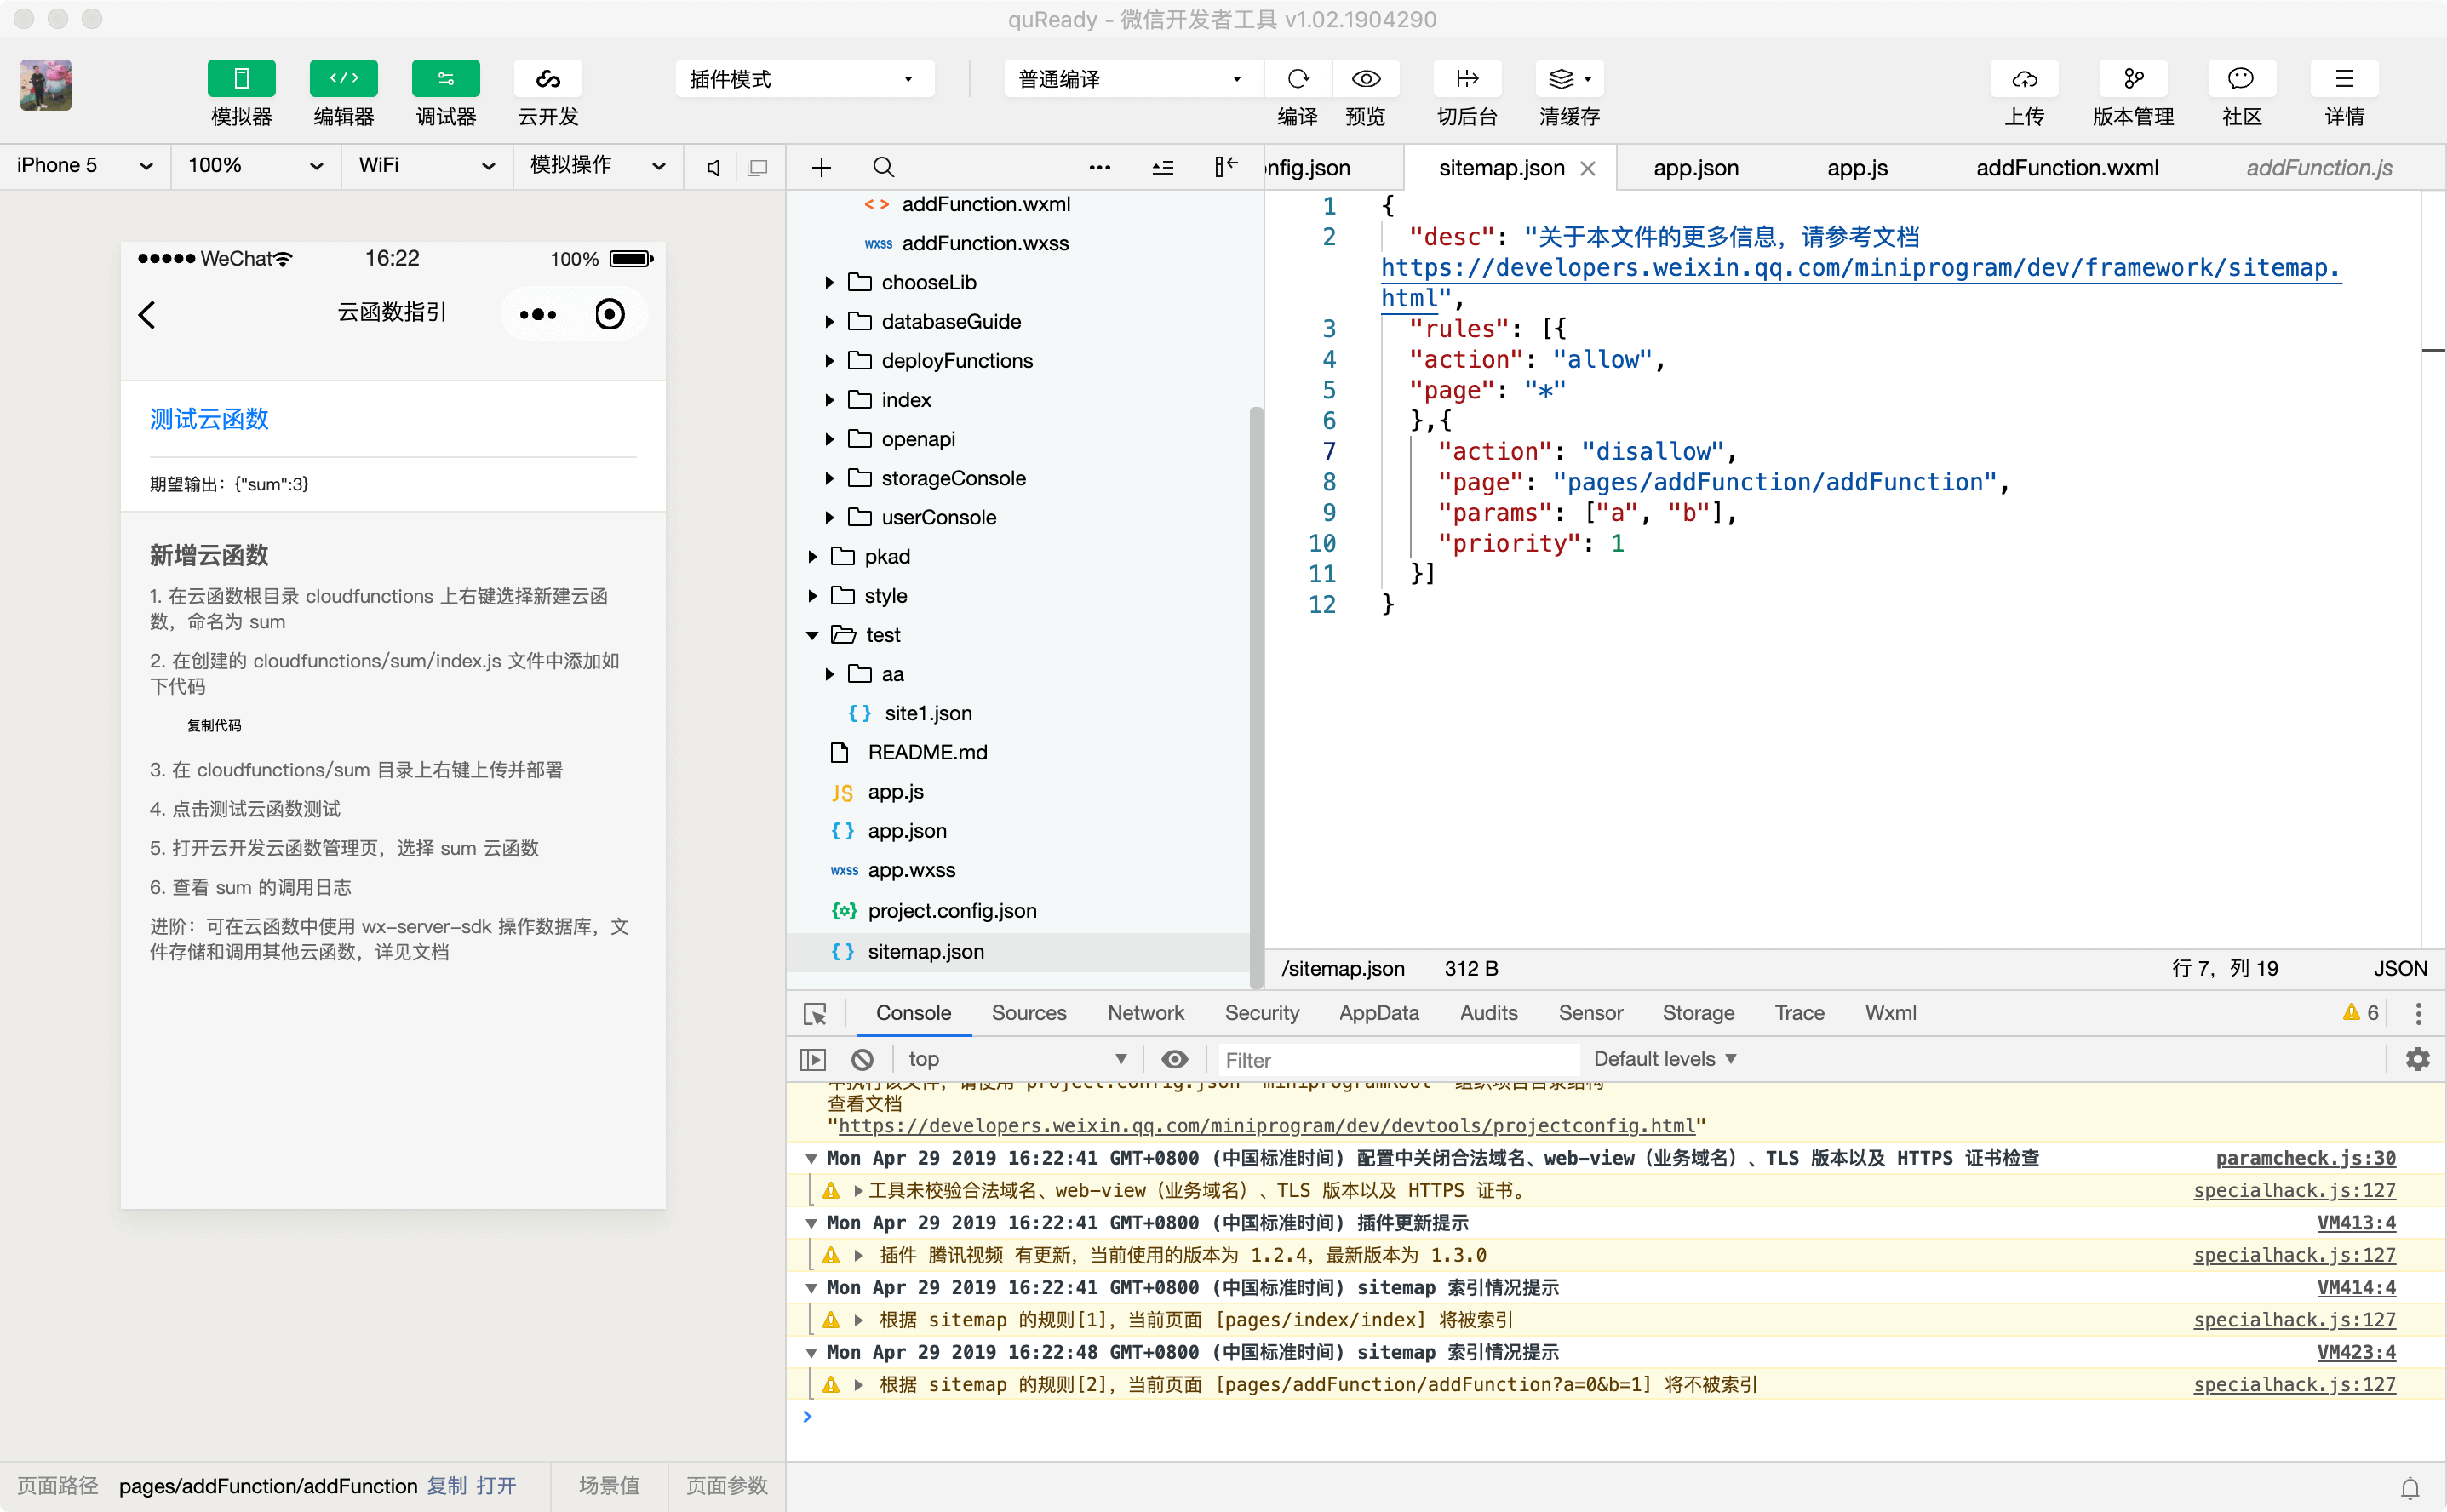 quReady - 微信开发者工具 v1.02.1904290
模拟器
编辑器
调试器
云开发
插件模式
普通编译
编译
预览
切后台
清缓存
上传
版本管理
社区
详情
iPhone 5
100%
WiFi
模拟操作
WeChat
16:22
100%
云函数指引
测试云函数
期望输出：{"sum":3}
新增云函数
1. 在云函数根目录 cloudfunctions 上右键选择新建云函
数，命名为 sum
2. 在创建的 cloudfunctions/sum/index.js 文件中添加如
下代码
复制代码
3. 在 cloudfunctions/sum 目录上右键上传并部署
4. 点击测试云函数测试
5. 打开云开发云函数管理页，选择 sum 云函数
6. 查看 sum 的调用日志
进阶：可在云函数中使用 wx-server-sdk 操作数据库，文
件存储和调用其他云函数，详见文档
页面路径 pages/addFunction/addFunction 复制 打开
场景值
页面参数
addFunction.wxml
wxss addFunction.wxss
chooseLib
databaseGuide
deployFunctions
index
openapi
storageConsole
userConsole
pkad
style
test
aa
{ } site1.json
README.md
JS app.js
{ } app.json
wxss app.wxss
project.config.json
{ } sitemap.json
nfig.json
sitemap.json
app.json
app.js
addFunction.wxml
addFunction.js
1 {
2 "desc": "关于本文件的更多信息，请参考文档
https://developers.weixin.qq.com/miniprogram/dev/framework/sitemap.
html",
3 "rules": [{
4 "action": "allow",
5 "page": "*"
6 },{
7 "action": "disallow",
8 "page": "pages/addFunction/addFunction",
9 "params": ["a", "b"],
10 "priority": 1
11 }]
12 }
/sitemap.json 312 B
行 7，列 19 JSON
Console Sources Network Security AppData Audits Sensor Storage Trace Wxml
6
top
Filter
Default levels
中执行该文件，请使用 project.config.json miniprogramRoot 组织项目目录结构
查看文档
"https://developers.weixin.qq.com/miniprogram/dev/devtools/projectconfig.html"
Mon Apr 29 2019 16:22:41 GMT+0800 (中国标准时间) 配置中关闭合法域名、web-view（业务域名）、TLS 版本以及 HTTPS 证书检查 paramcheck.js:30
工具未校验合法域名、web-view（业务域名）、TLS 版本以及 HTTPS 证书。 specialhack.js:127
Mon Apr 29 2019 16:22:41 GMT+0800 (中国标准时间) 插件更新提示 VM413:4
插件 腾讯视频 有更新，当前使用的版本为 1.2.4，最新版本为 1.3.0 specialhack.js:127
Mon Apr 29 2019 16:22:41 GMT+0800 (中国标准时间) sitemap 索引情况提示 VM414:4
根据 sitemap 的规则[1]，当前页面 [pages/index/index] 将被索引 specialhack.js:127
Mon Apr 29 2019 16:22:48 GMT+0800 (中国标准时间) sitemap 索引情况提示 VM423:4
根据 sitemap 的规则[2]，当前页面 [pages/addFunction/addFunction?a=0&b=1] 将不被索引 specialhack.js:127